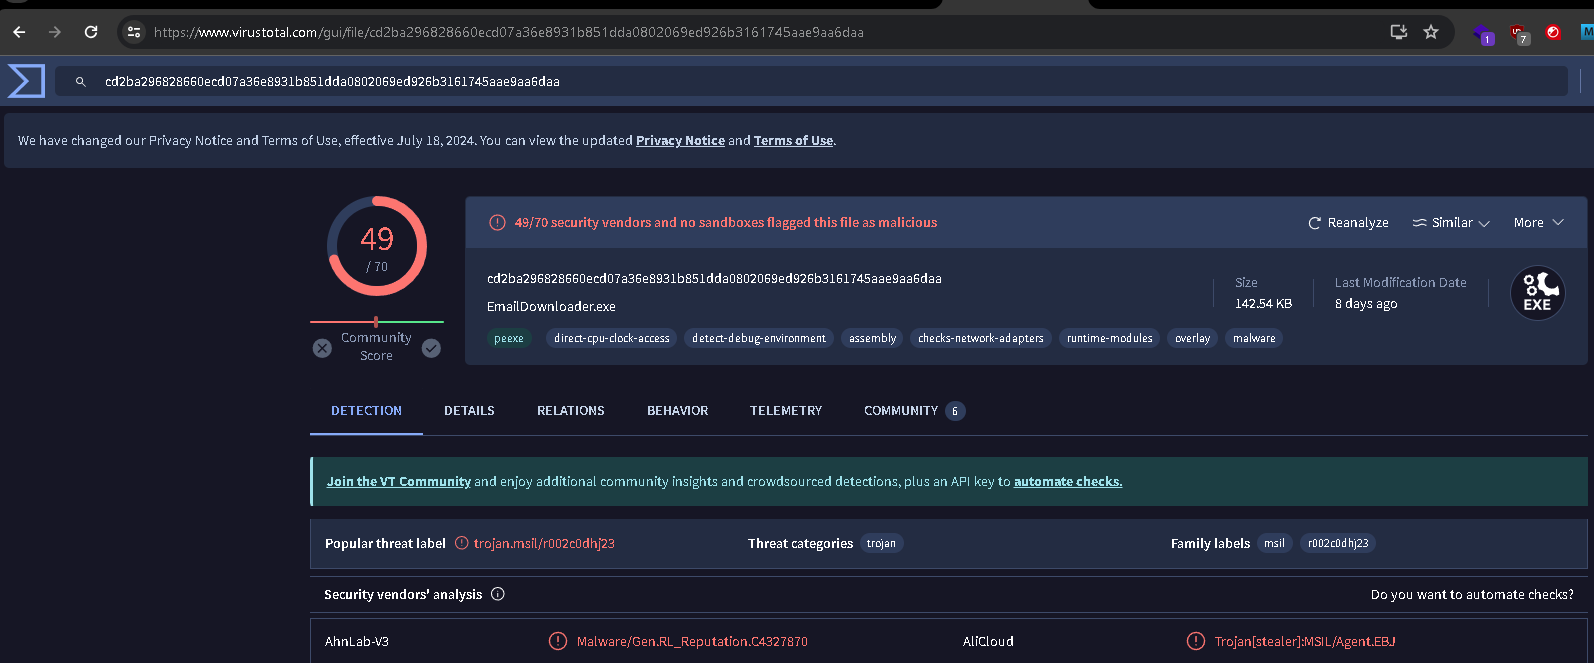 https://www.virustotal.com/gui/file/cd2ba296828660ecd07a36e8931b851dda0802069ed926b3161745aae9aa6daa
1
7
M
cd2ba296828660ecd07a36e8931b851dda0802069ed926b3161745aae9aa6daa
We have changed our Privacy Notice and Terms of Use, effective July 18, 2024. You can view the updated Privacy Notice and Terms of Use.
49
/ 70
Community
Score
49/70 security vendors and no sandboxes flagged this file as malicious
Reanalyze Similar More
cd2ba296828660ecd07a36e8931b851dda0802069ed926b3161745aae9aa6daa
EmailDownloader.exe
peexe direct-cpu-clock-access detect-debug-environment assembly checks-network-adapters runtime-modules overlay malware
Size
142.54 KB
Last Modification Date
8 days ago
EXE
DETECTION DETAILS RELATIONS BEHAVIOR TELEMETRY COMMUNITY 6
Join the VT Community and enjoy additional community insights and crowdsourced detections, plus an API key to automate checks.
Popular threat label trojan.msil/r002c0dhj23 Threat categories trojan Family labels msil r002c0dhj23
Security vendors' analysis Do you want to automate checks?
AhnLab-V3 Malware/Gen.RL_Reputation.C4327870 AliCloud Trojan[stealer]:MSIL/Agent.EBJ